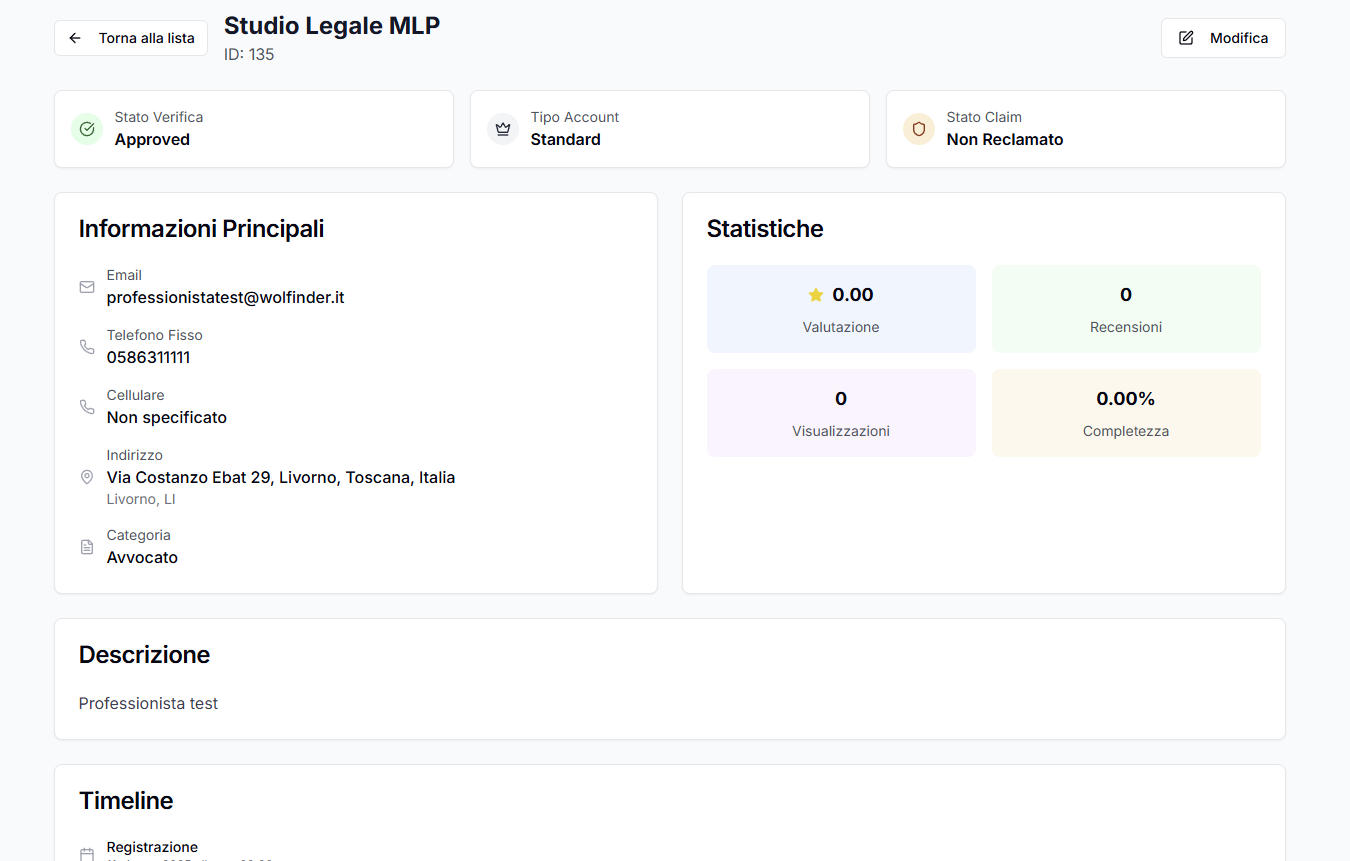 Torna alla lista
Studio Legale MLP
ID: 135
Modifica
Stato Verifica
Approved
Tipo Account
Standard
Stato Claim
Non Reclamato
Informazioni Principali
Email
professionistatest@wolfinder.it
Telefono Fisso
0586311111
Cellulare
Non specificato
Indirizzo
Via Costanzo Ebat 29, Livorno, Toscana, Italia
Livorno, LI
Categoria
Avvocato
Statistiche
0.00
Valutazione
0
Recensioni
0
Visualizzazioni
0.00%
Completezza
Descrizione
Professionista test
Timeline
Registrazione